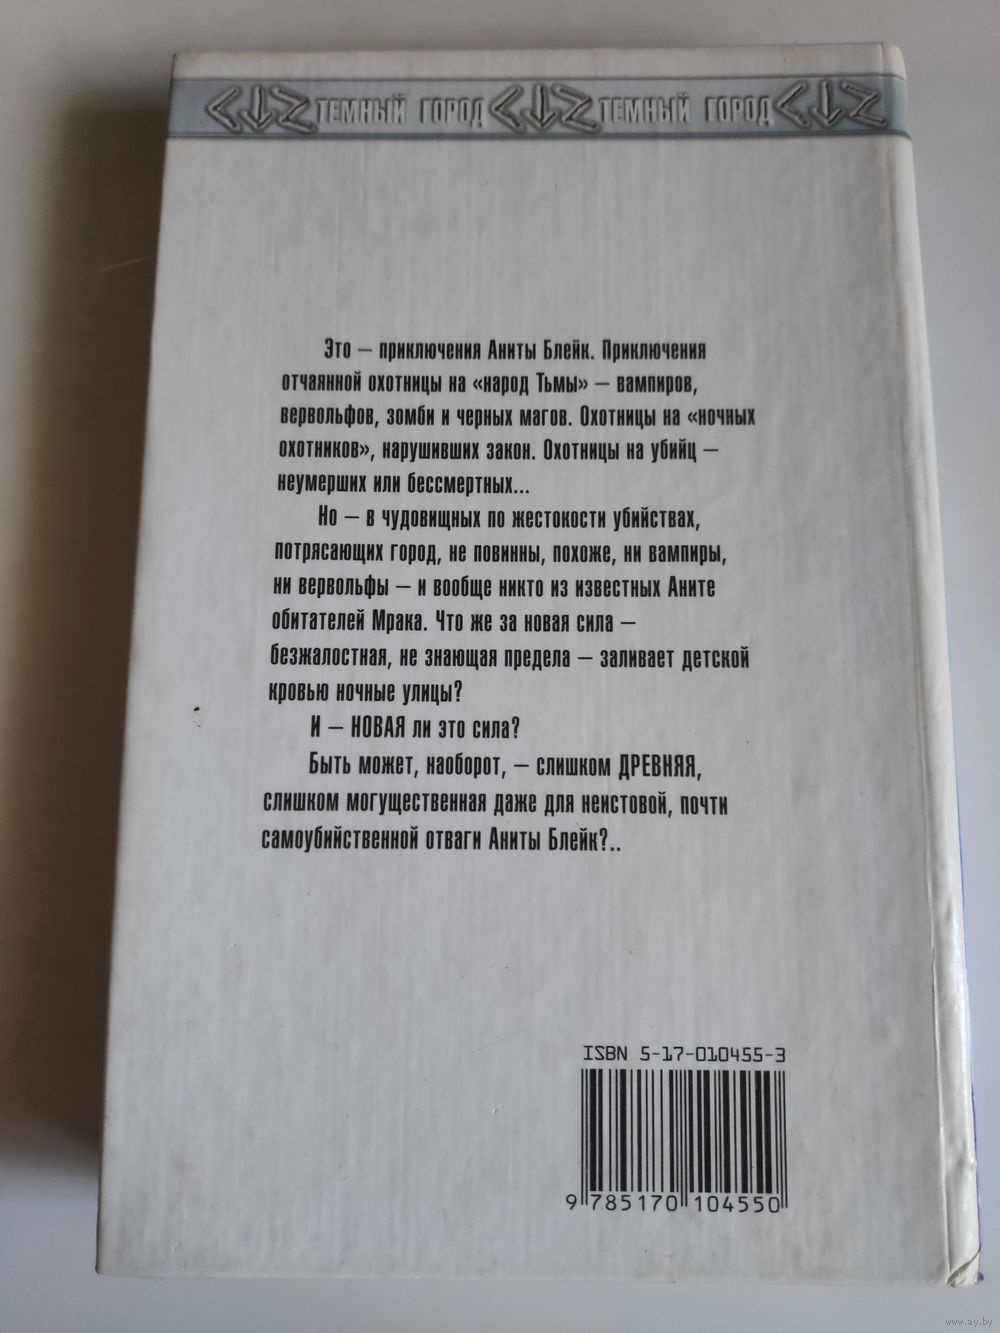 ТЕМНЫЙ ГОРОД ТЕМНЫЙ ГОРОД
Это – приключения Аниты Блейк. Приключения
отчаянной охотницы на «народ Тьмы» – вампиров,
вервольфов, зомби и черных магов. Охотницы на «ночных
охотников», нарушивших закон. Охотницы на убийц –
неумерших или бессмертных...
Но – в чудовищных по жестокости убийствах,
потрясающих город, не повинны, похоже, ни вампиры,
ни вервольфы – и вообще никто из известных Аните
обитателей Мрака. Что же за новая сила –
безжалостная, не знающая предела – заливает детской
кровью ночные улицы?
И – НОВАЯ ли это сила?
Быть может, наоборот, – слишком ДРЕВНЯЯ,
слишком могущественная даже для неистовой, почти
самоубийственной отваги Аниты Блейк?..
ISBN 5-17-010455-3
9 785170 104550
www.ay.by